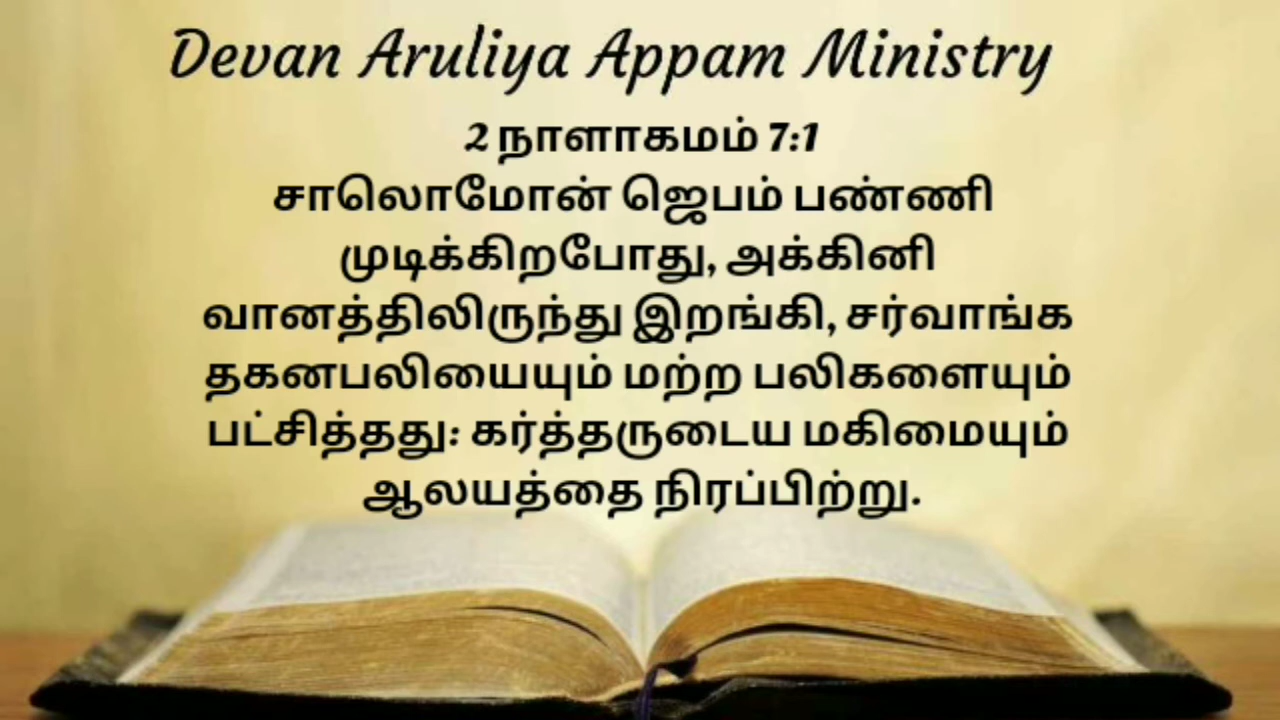 Devan Aruliya Appam Ministry
2 நாளாகமம் 7:1
சாலொமோன் ஜெபம் பண்ணி
முடிக்கிறபோது, அக்கினி
வானத்திலிருந்து இறங்கி, சர்வாங்க
தகனபலியையும் மற்ற பலிகளையும்
பட்சித்தது: கர்த்தருடைய மகிமையும்
ஆலயத்தை நிரப்பிற்று.